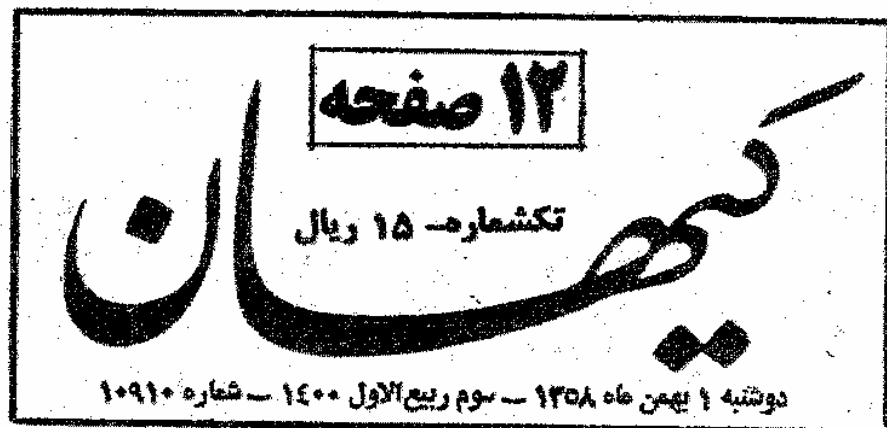 ۱۲ صفحه
کیهان
تکشماره‌ـ ۱۵ ریال
دوشنبه ۱ بهمن ماه ۱۳۵۸ ـ سوم ربیع‌الاول ۱۴۰۰ ـ شماره ۱۰۹۱۰